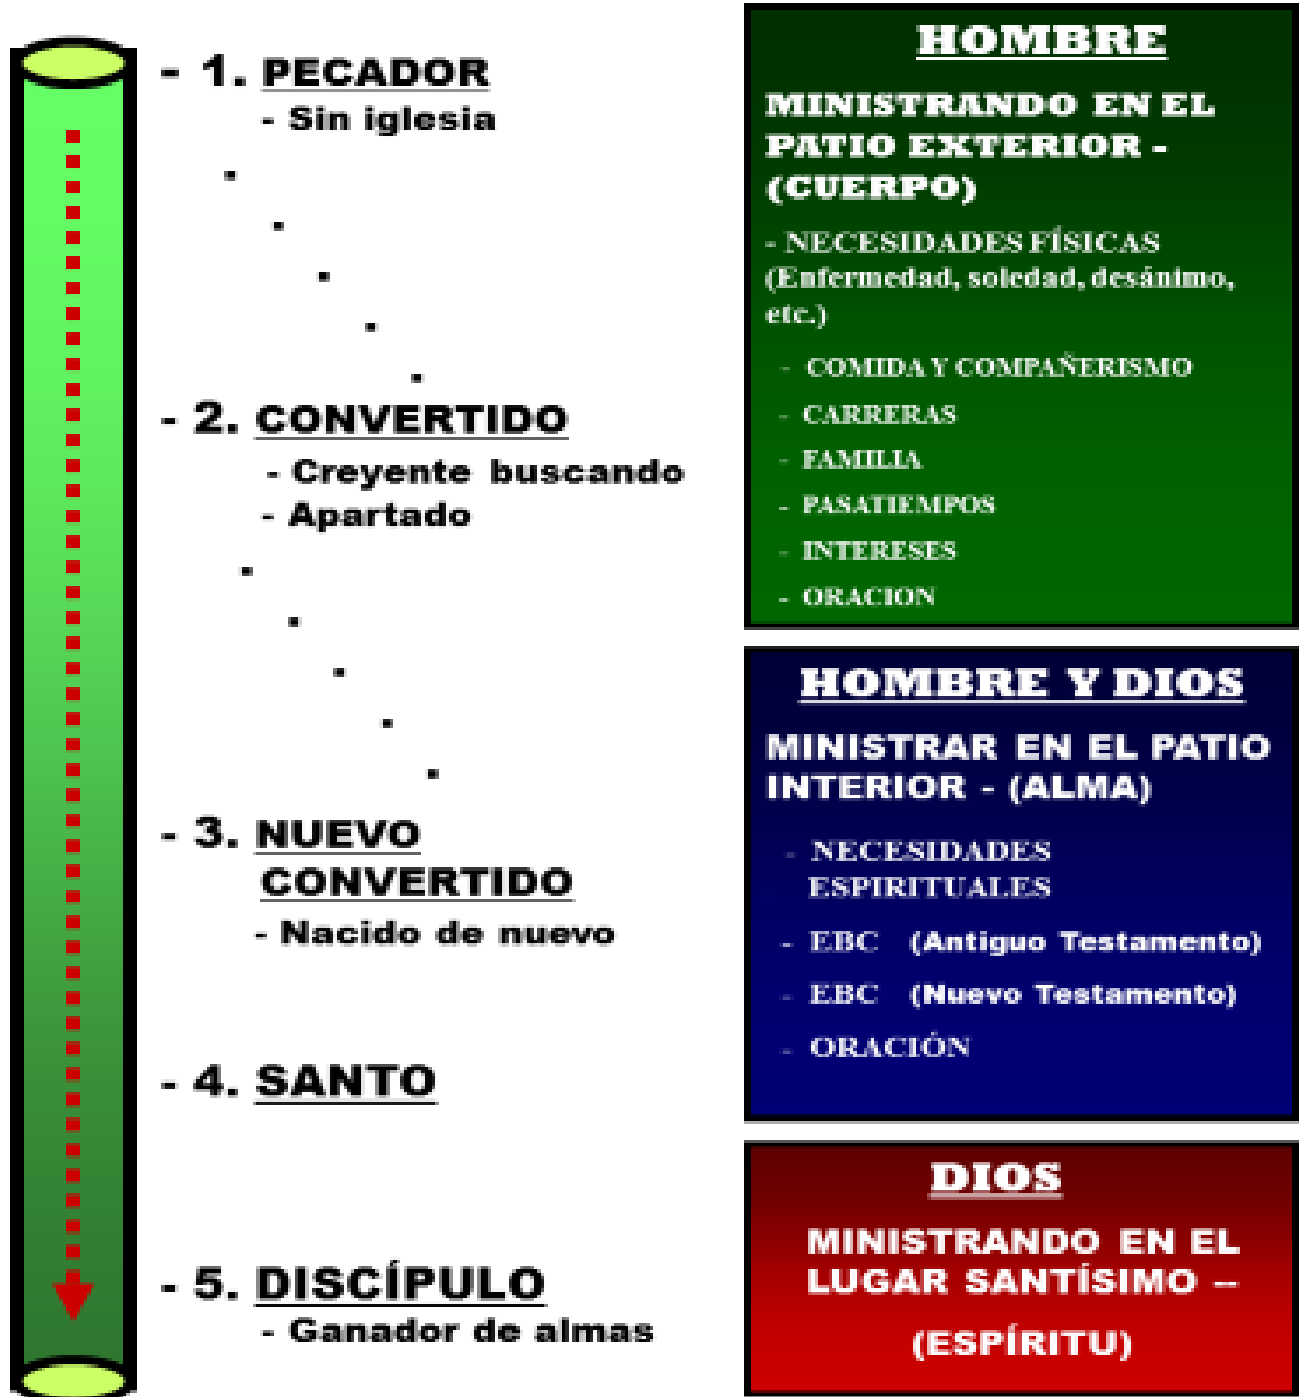 - 1. PECADOR
- Sin iglesia
- 2. CONVERTIDO
- Creyente buscando
- Apartado
- 3. NUEVO
CONVERTIDO
- Nacido de nuevo
- 4. SANTO
- 5. DISCÍPULO
- Ganador de almas
HOMBRE
MINISTRANDO EN EL
PATIO EXTERIOR -
(CUERPO)
- NECESIDADES FÍSICAS
(Enfermedad, soledad, desánimo,
etc.)
- COMIDA Y COMPAÑERISMO
- CARRERAS
- FAMILIA
- PASATIEMPOS
- INTERESES
- ORACION
HOMBRE Y DIOS
MINISTRAR EN EL PATIO
INTERIOR - (ALMA)
- NECESIDADES
ESPIRITUALES
- EBC (Antiguo Testamento)
- EBC (Nuevo Testamento)
- ORACIÓN
DIOS
MINISTRANDO EN EL
LUGAR SANTÍSIMO –
(ESPÍRITU)